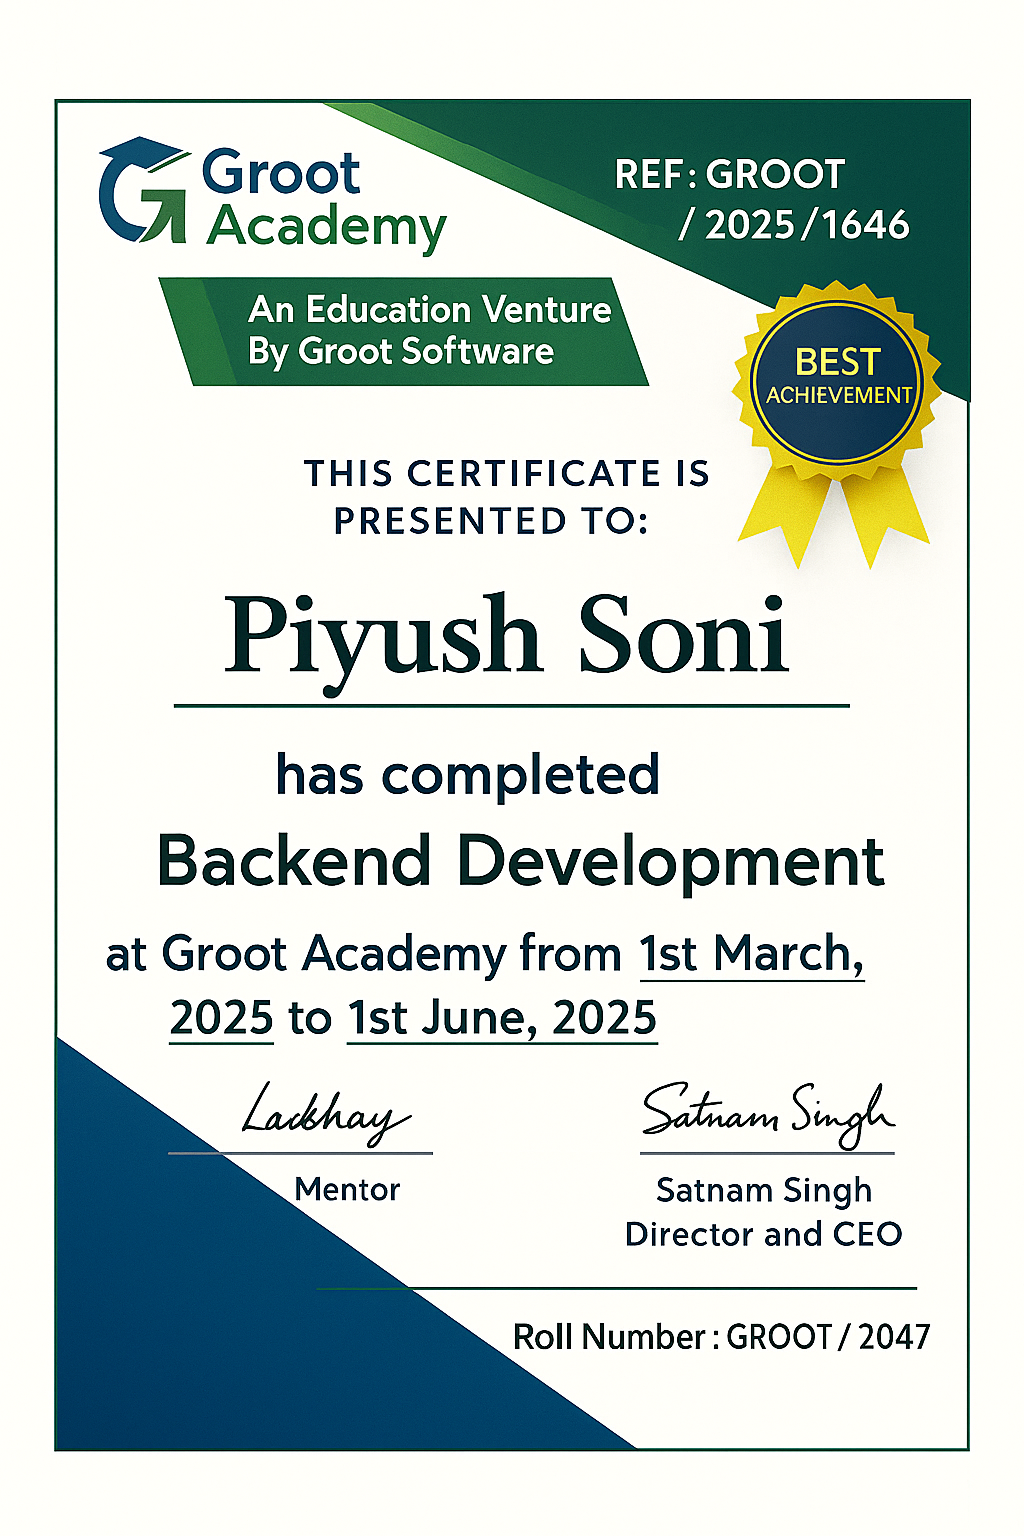 Groot
Academy
REF: GROOT
/ 2025 / 1646
An Education Venture
By Groot Software
BEST
ACHIEVEMENT
THIS CERTIFICATE IS
PRESENTED TO:
Piyush Soni
has completed
Backend Development
at Groot Academy from 1st March,
2025 to 1st June, 2025
Satnam Singh
Mentor
Satnam Singh
Director and CEO
Roll Number : GROOT / 2047